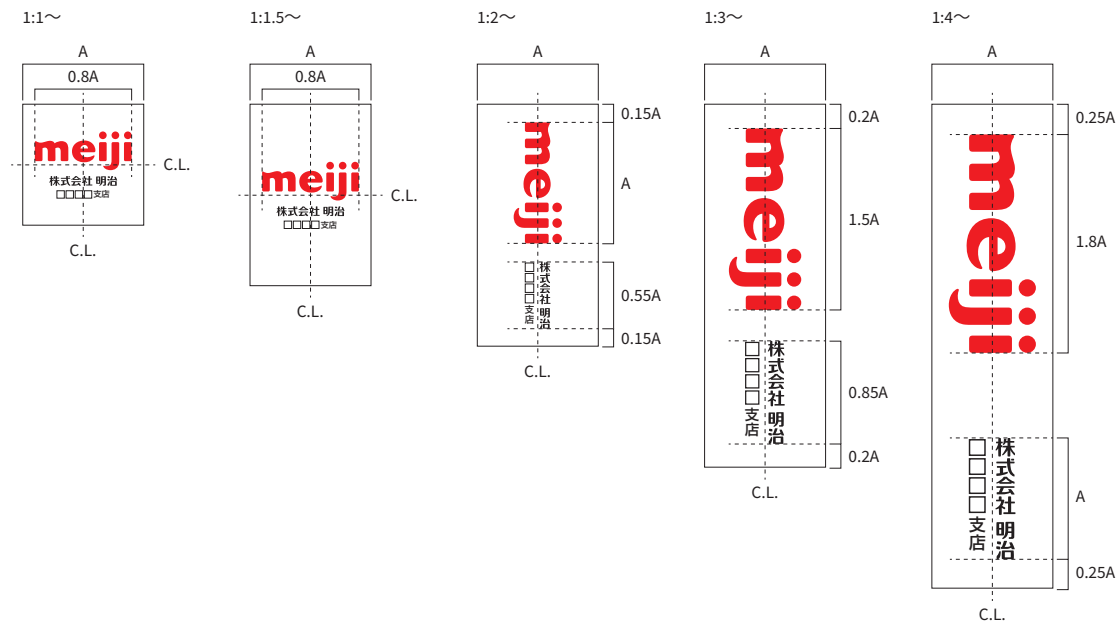 1:1〜
A
0.8A
meiji
C.L.
株式会社 明治
□□□□支店
C.L.
1:1.5〜
A
0.8A
meiji
C.L.
株式会社 明治
□□□□支店
C.L.
1:2〜
A
0.15A
meiji
A
株式会社 明治
□□□□支店
0.55A
0.15A
C.L.
1:3〜
A
0.2A
meiji
1.5A
株式会社 明治
□□□□支店
0.85A
0.2A
C.L.
1:4〜
A
0.25A
meiji
1.8A
株式会社 明治
□□□□支店
A
0.25A
C.L.